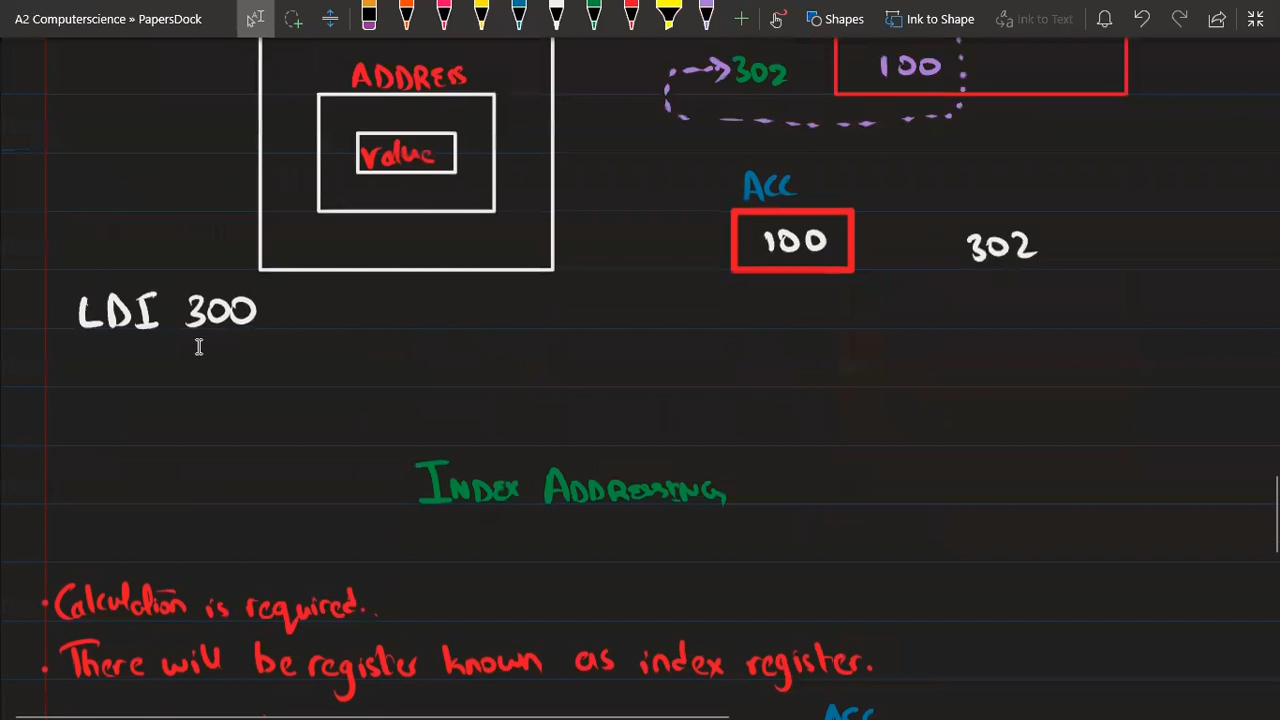 A2 Computerscience » PapersDock
Shapes
Ink to Shape
Ink to Text
ADDRESS
value
302
100
ACC
100
302
LDI 300
INDEX ADDRESSING
· Calculation is required.
· There will be register known as index register.
ACC